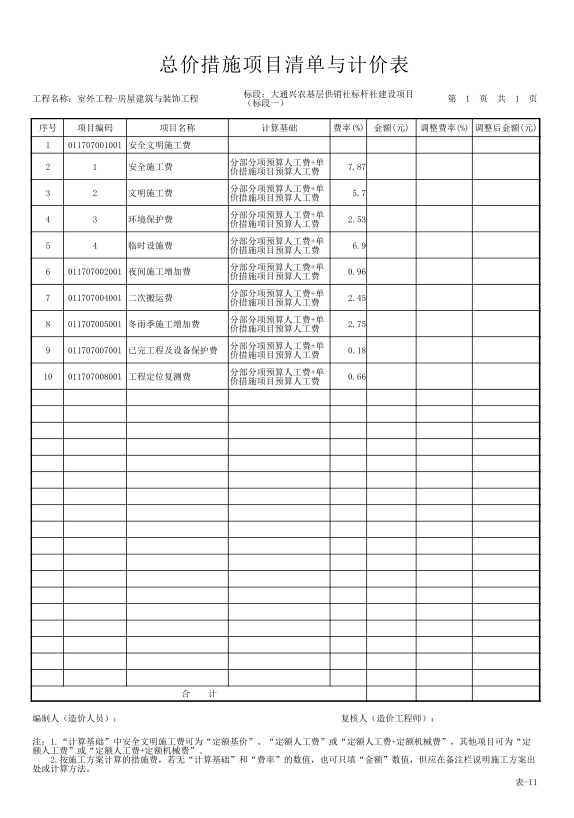 总价措施项目清单与计价表
工程名称：室外工程-房屋建筑与装饰工程 标段：大通兴农基层供销社标杆社建设项目（标段一） 第 1 页 共 1 页
序号 项目编码 项目名称 计算基础 费率(%) 金额(元) 调整费率(%) 调整后金额(元)
1 011707001001 安全文明施工费
2 1 安全施工费 分部分项预算人工费+单价措施项目预算人工费 7.87
3 2 文明施工费 分部分项预算人工费+单价措施项目预算人工费 5.7
4 3 环境保护费 分部分项预算人工费+单价措施项目预算人工费 2.53
5 4 临时设施费 分部分项预算人工费+单价措施项目预算人工费 6.9
6 011707002001 夜间施工增加费 分部分项预算人工费+单价措施项目预算人工费 0.96
7 011707004001 二次搬运费 分部分项预算人工费+单价措施项目预算人工费 2.45
8 011707005001 冬雨季施工增加费 分部分项预算人工费+单价措施项目预算人工费 2.75
9 011707007001 已完工程及设备保护费 分部分项预算人工费+单价措施项目预算人工费 0.18
10 011707008001 工程定位复测费 分部分项预算人工费+单价措施项目预算人工费 0.66
合 计
编制人（造价人员）： 复核人（造价工程师）：
注：1.“计算基础”中安全文明施工费可为“定额基价”、“定额人工费”或“定额人工费+定额机械费”，其他项目可为“定
额人工费”或“定额人工费+定额机械费”。
2.按施工方案计算的措施费，若无“计算基础”和“费率”的数值，也可只填“金额”数值，但应在备注栏说明施工方案出
处或计算方法。
表-11